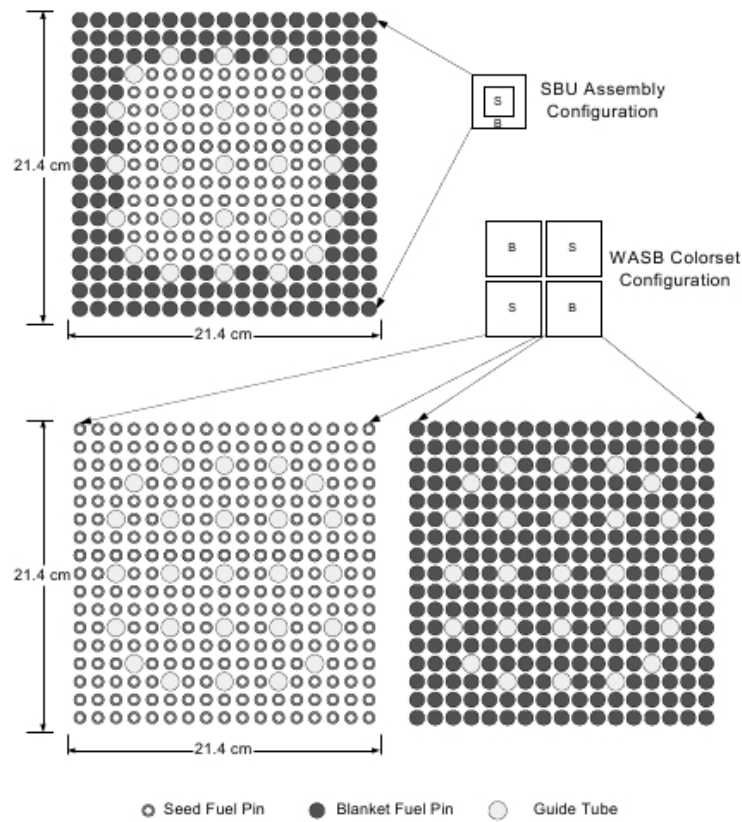 S
B
SBU Assembly
Configuration
21.4 cm
21.4 cm
B
S
S
B
WASB Colorset
Configuration
21.4 cm
21.4 cm
Seed Fuel Pin
Blanket Fuel Pin
Guide Tube